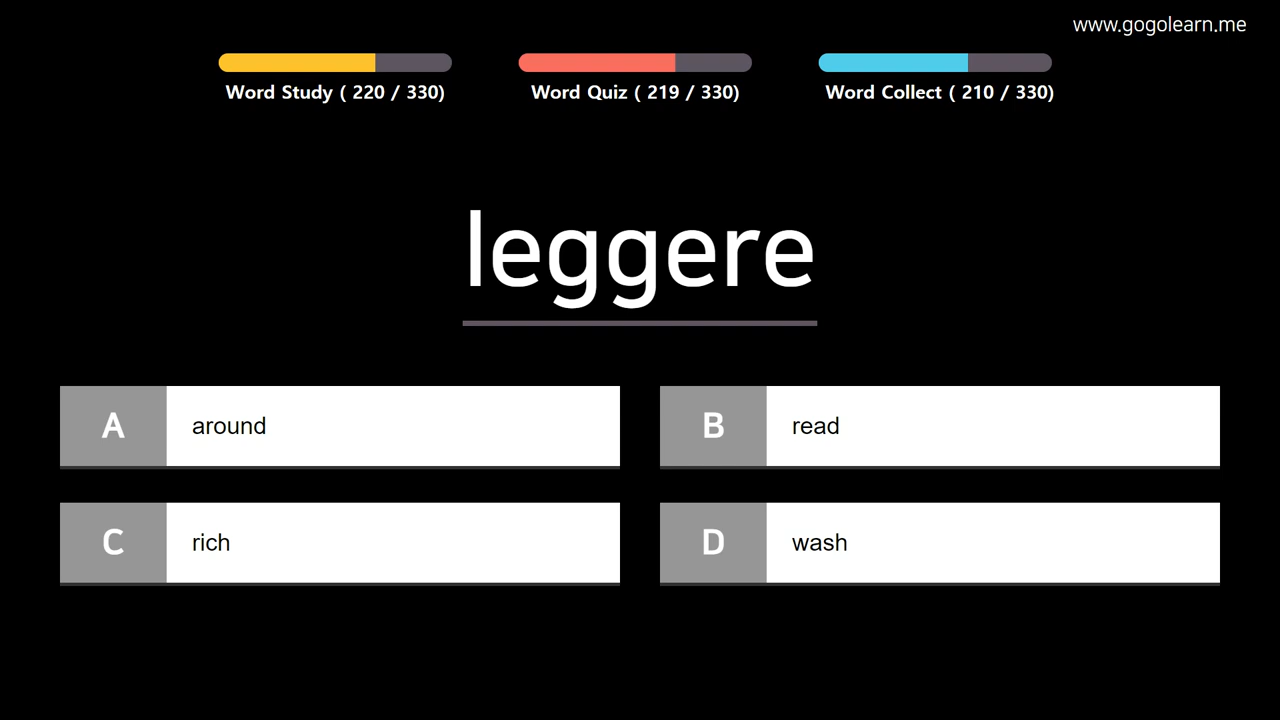 www.gogolearn.me
Word Study ( 220 / 330)
Word Quiz ( 219 / 330)
Word Collect ( 210 / 330)
leggere
A around
B read
C rich
D wash